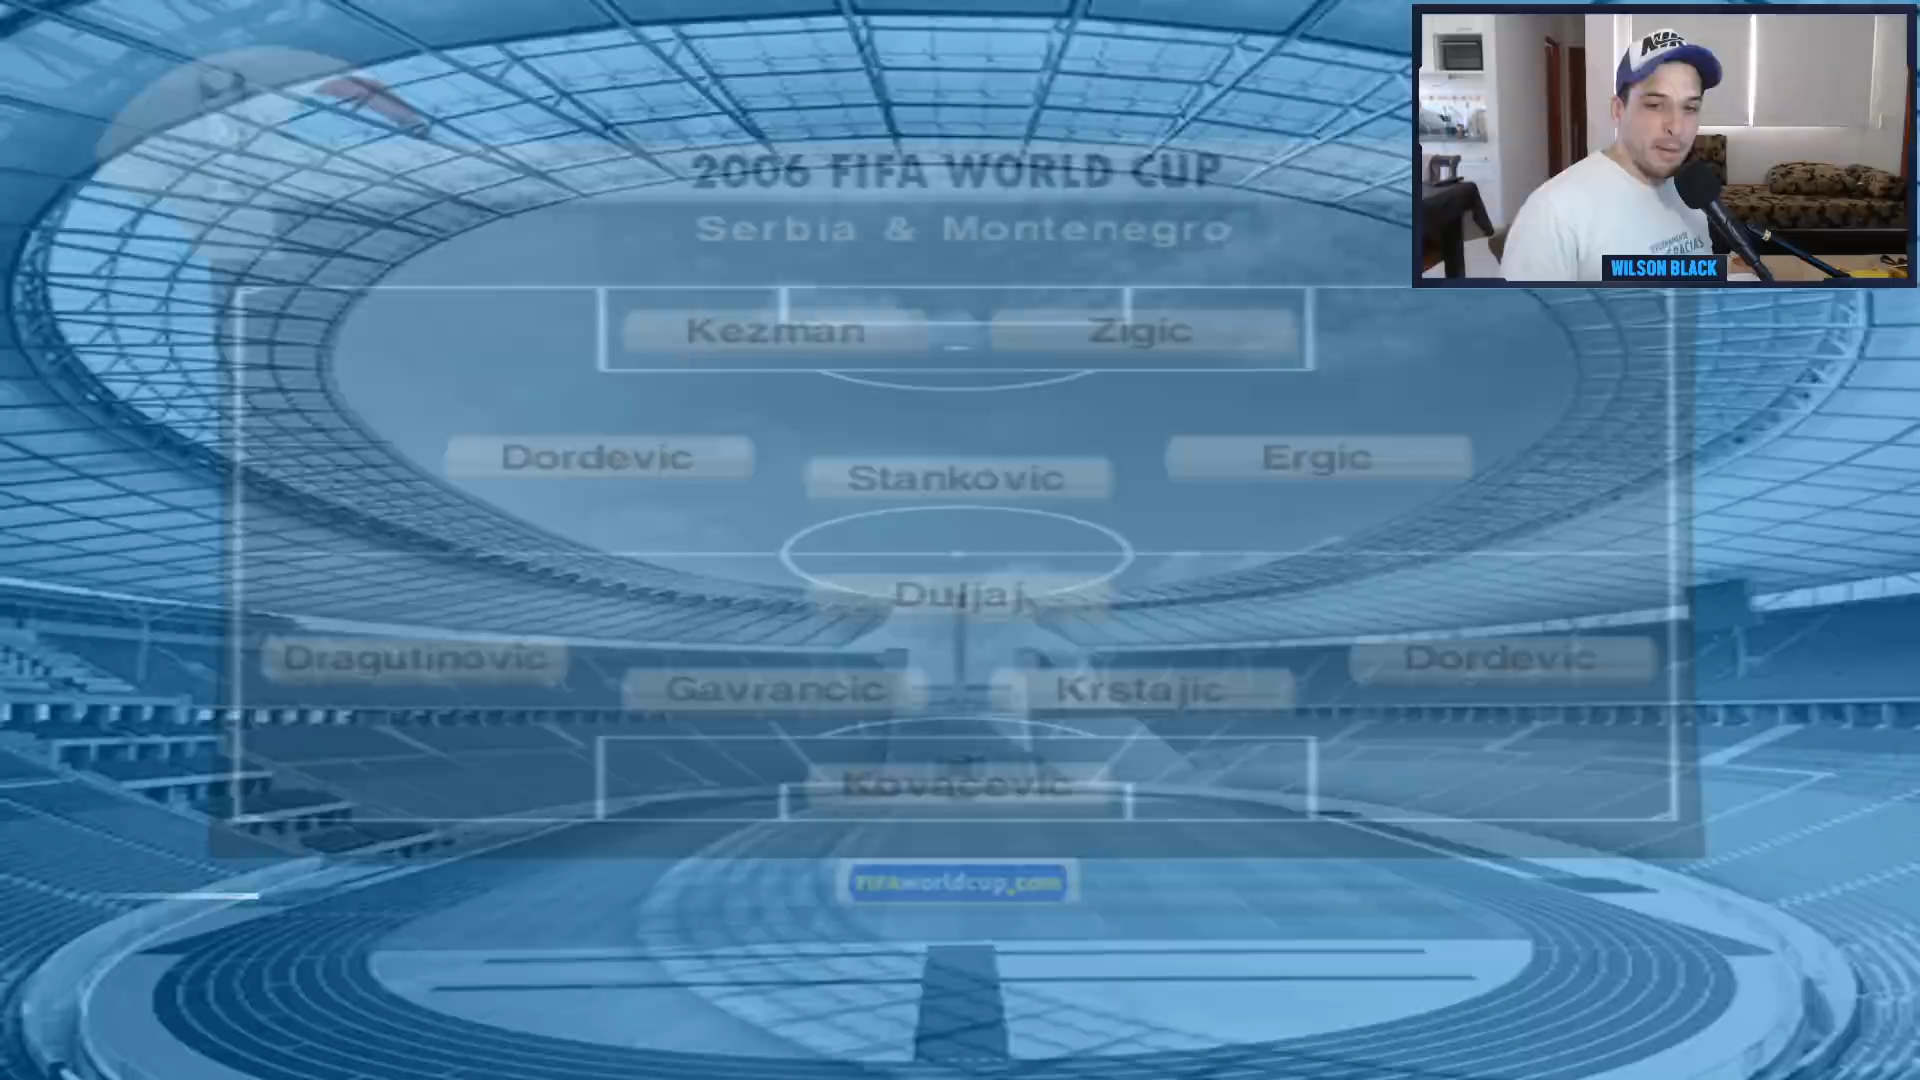 2006 FIFA WORLD CUP
Serbia & Montenegro
Kezman Zigic
Dordevic Stankovic Ergic
Duljaj
Dragutinovic Gavrancic Krstajic Dordevic
Kovacevic
FIFAworldcup.com
WILSON BLACK